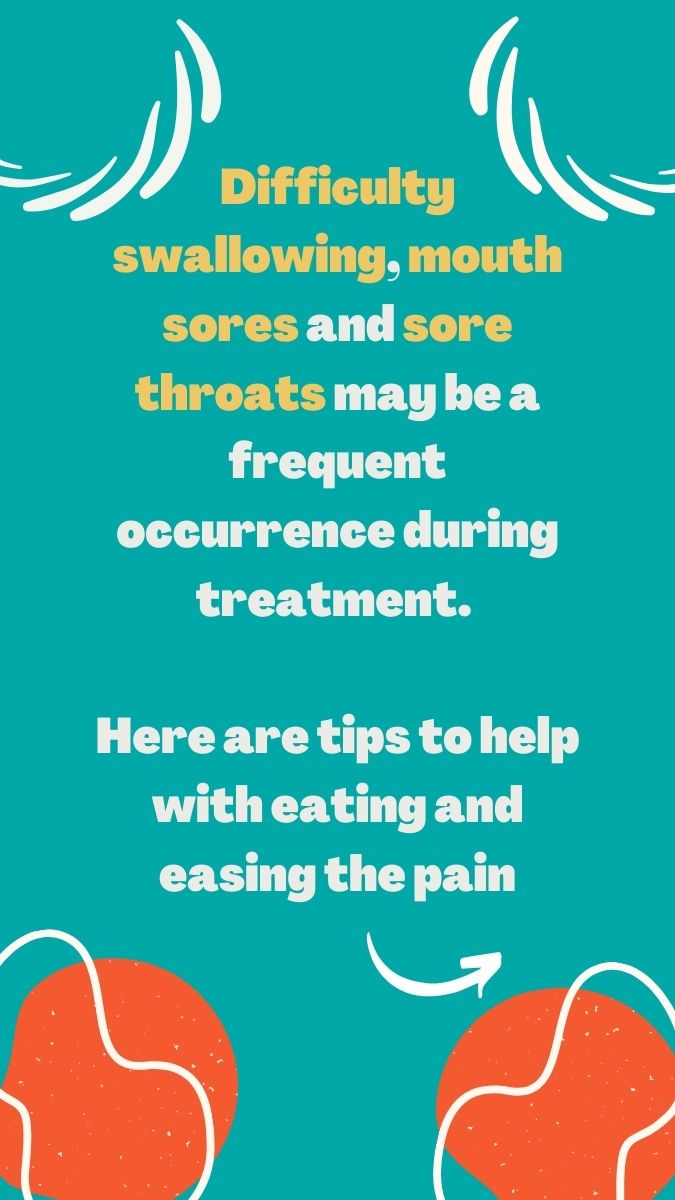 Difficulty
swallowing, mouth
sores and sore
throats may be a
frequent
occurrence during
treatment.
Here are tips to help
with eating and
easing the pain